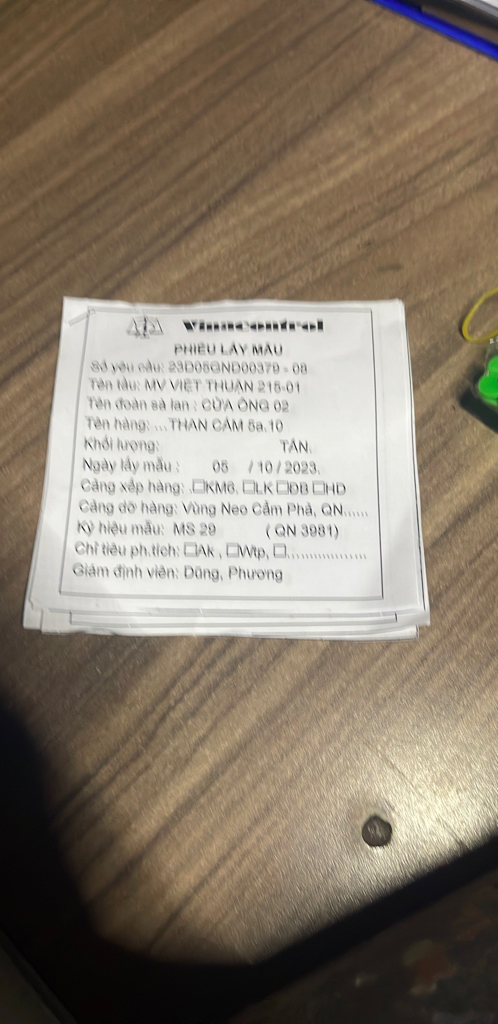 Vinacontrol
PHIẾU LẤY MẪU
Số yêu cầu: 23D05GND00379 - 08
Tên tầu: MV VIỆT THUẬN 215-01
Tên đoàn sà lan : CỬA ÔNG 02
Tên hàng: ... THAN CÁM 5a.10
Khối lượng: TẤN.
Ngày lấy mẫu : 05 / 10 / 2023.
Cảng xếp hàng: .☐KM6, ☐LK ☐ĐB ☐HD
Cảng dỡ hàng: Vùng Neo Cẩm Phả, QN.....
Ký hiệu mẫu: MS 29 ( QN 3981)
Chỉ tiêu ph.tích: ☐Ak , ☐Wtp, ☐..................
Giám định viên: Dũng, Phương